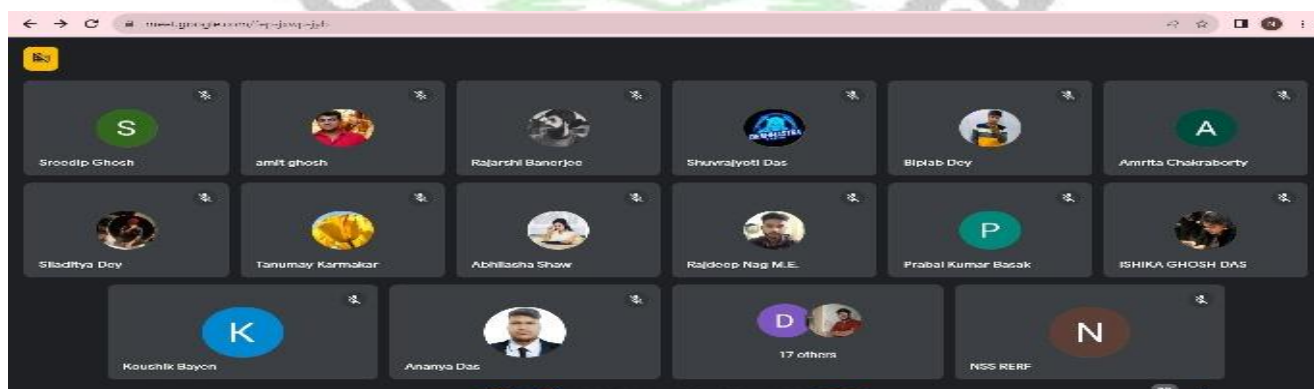 S
Sreedip Ghosh
amit ghosh
Rajarshi Banerjee
Shuvrajyoti Das
Biplab Dey
A
Amrita Chakraborty
Siladitya Dey
Tanumay Karmakar
Abhilasha Shaw
Rajdeep Nag M.E.
P
Prabal Kumar Basak
ISHIKA GHOSH DAS
K
Koushik Bayen
Ananya Das
D
17 others
N
NSS RERF